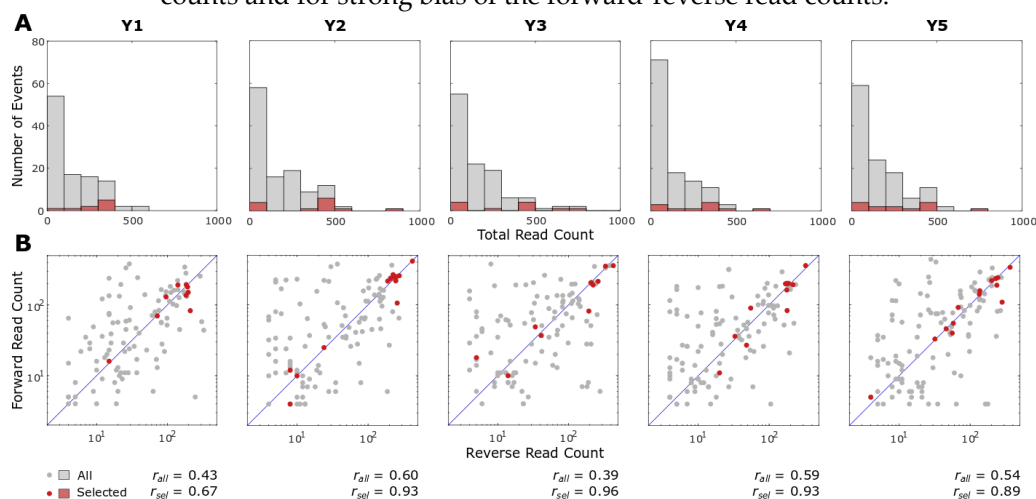 counts and for strong bias of the forward-reverse read counts.
A Y1 Y2 Y3 Y4 Y5
Number of Events
80
60
40
20
0
0 500 1000
0 500 1000
0 500 1000
0 500 1000
0 500 1000
Total Read Count
B
Forward Read Count
10²
10¹
10¹ 10²
10¹ 10²
10¹ 10²
10¹ 10²
10¹ 10²
Reverse Read Count
All
Selected
r_all = 0.43
r_sel = 0.67
r_all = 0.60
r_sel = 0.93
r_all = 0.39
r_sel = 0.96
r_all = 0.59
r_sel = 0.93
r_all = 0.54
r_sel = 0.89